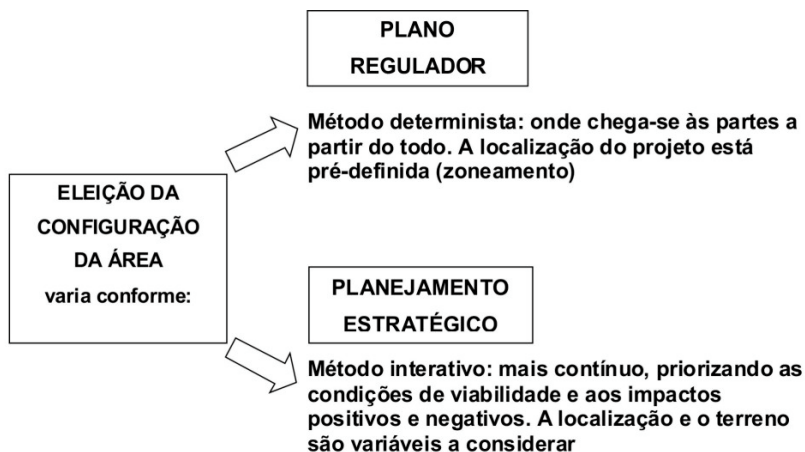 PLANO
REGULADOR
Método determinista: onde chega-se às partes a
partir do todo. A localização do projeto está
pré-definida (zoneamento)
ELEIÇÃO DA
CONFIGURAÇÃO
DA ÁREA
varia conforme:
PLANEJAMENTO
ESTRATÉGICO
Método interativo: mais contínuo, priorizando as
condições de viabilidade e aos impactos
positivos e negativos. A localização e o terreno
são variáveis a considerar